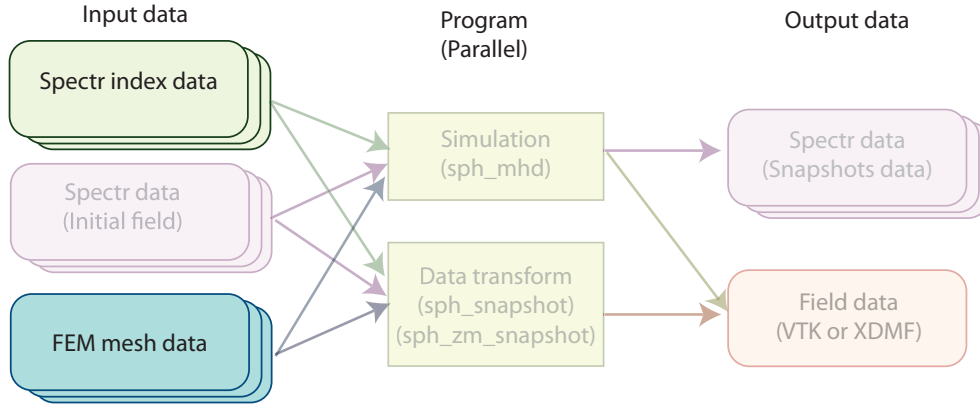 Input data
Program
(Parallel)
Output data
Spectr index data
Spectr data
(Initial field)
FEM mesh data
Simulation
(sph_mhd)
Data transform
(sph_snapshot)
(sph_zm_snapshot)
Spectr data
(Snapshots data)
Field data
(VTK or XDMF)